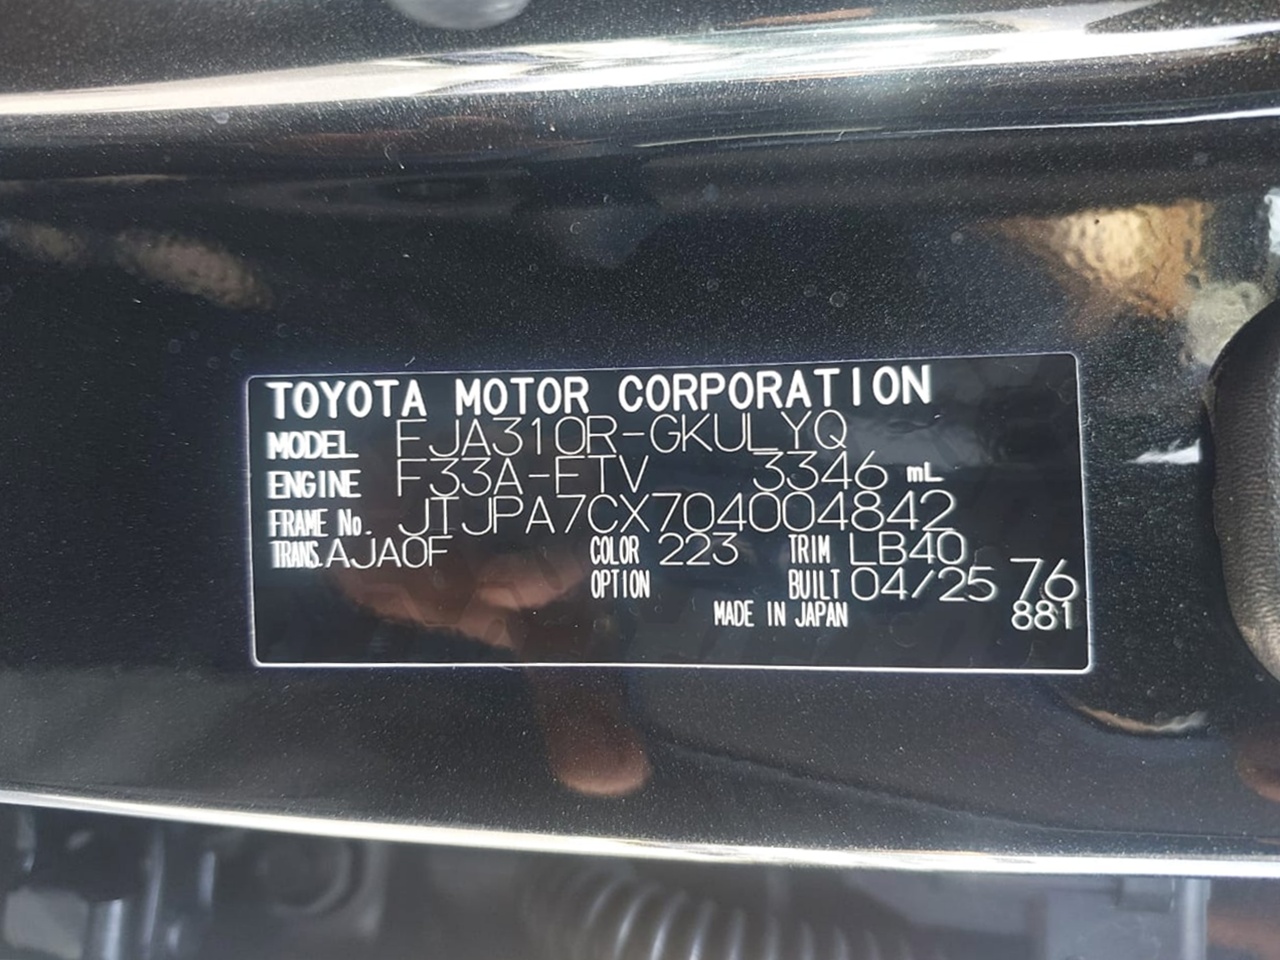 TOYOTA MOTOR CORPORATION
MODEL FJA310R-GKULYQ
ENGINE F33A-FTV 3346 mL
FRAME No. JTJPA7CX704004842
TRANS. AJA0F COLOR 223 TRIM LB40
OPTION BUILT 04/25 76
MADE IN JAPAN 881